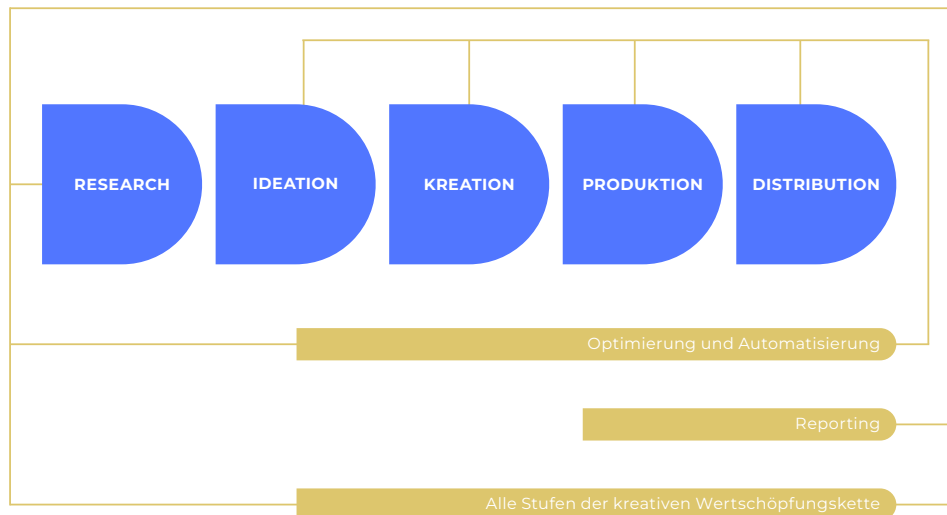 RESEARCH
IDEATION
KREATION
PRODUKTION
DISTRIBUTION
Optimierung und Automatisierung
Reporting
Alle Stufen der kreativen Wertschöpfungskette